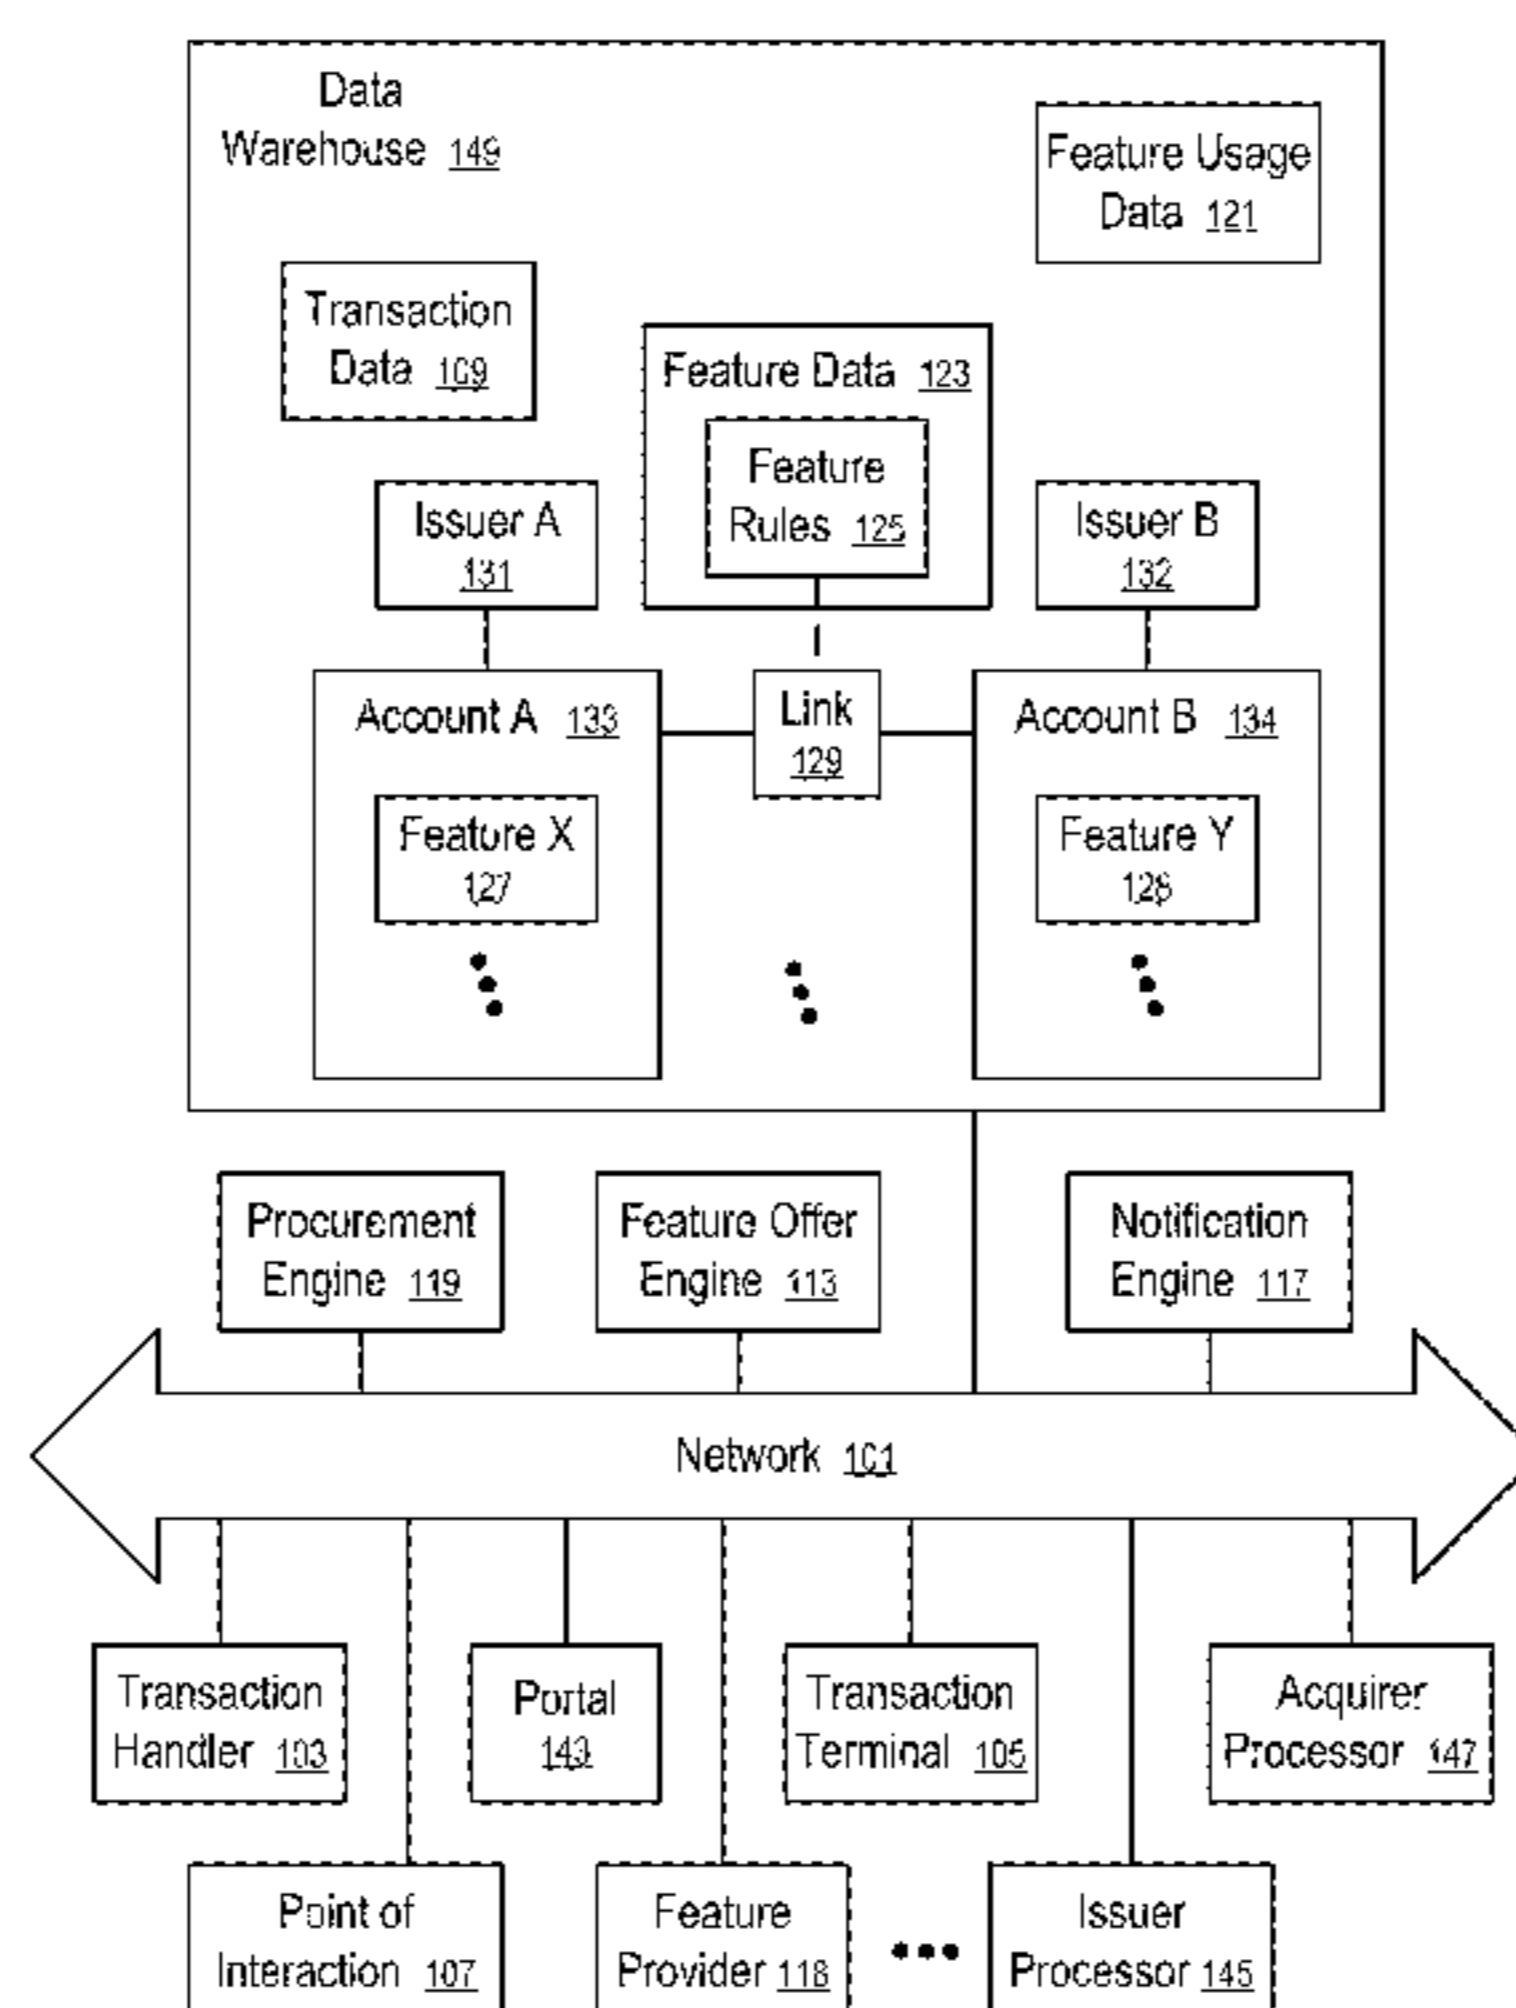 Data
Warehouse 149
Feature Usage
Data 121
Transaction
Data 109
Feature Data 123
Feature
Rules 125
Issuer A
131
Issuer B
132
Account A 133
Link
129
Account B 134
Feature X
127
Feature Y
128
Procurement
Engine 119
Feature Offer
Engine 113
Notification
Engine 117
Network 101
Transaction
Handler 103
Portal
143
Transaction
Terminal 105
Acquirer
Processor 147
Point of
Interaction 107
Feature
Provider 118
Issuer
Processor 145